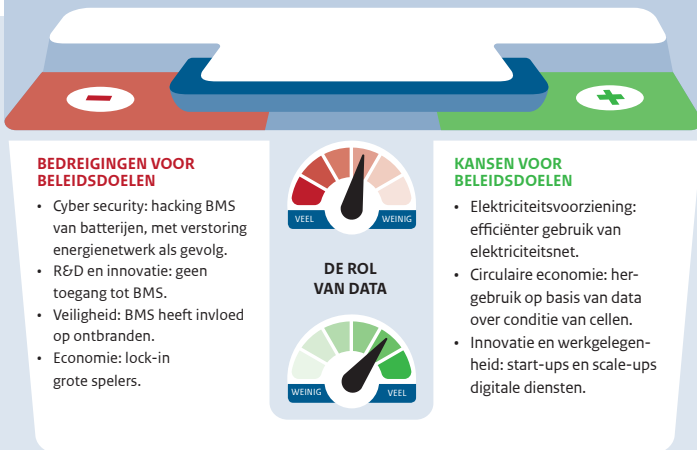 BEDREIGINGEN VOOR
BELEIDSDOELEN
• Cyber security: hacking BMS
van batterijen, met verstoring
energienetwerk als gevolg.
• R&D en innovatie: geen
toegang tot BMS.
• Veiligheid: BMS heeft invloed
op ontbranden.
• Economie: lock-in
grote spelers.
VEEL
WEINIG
DE ROL
VAN DATA
WEINIG
VEEL
KANSEN VOOR
BELEIDSDOELEN
• Elektriciteitsvoorziening:
efficiënter gebruik van
elektriciteitsnet.
• Circulaire economie: her-
gebruik op basis van data
over conditie van cellen.
• Innovatie en werkgelegen-
heid: start-ups en scale-ups
digitale diensten.